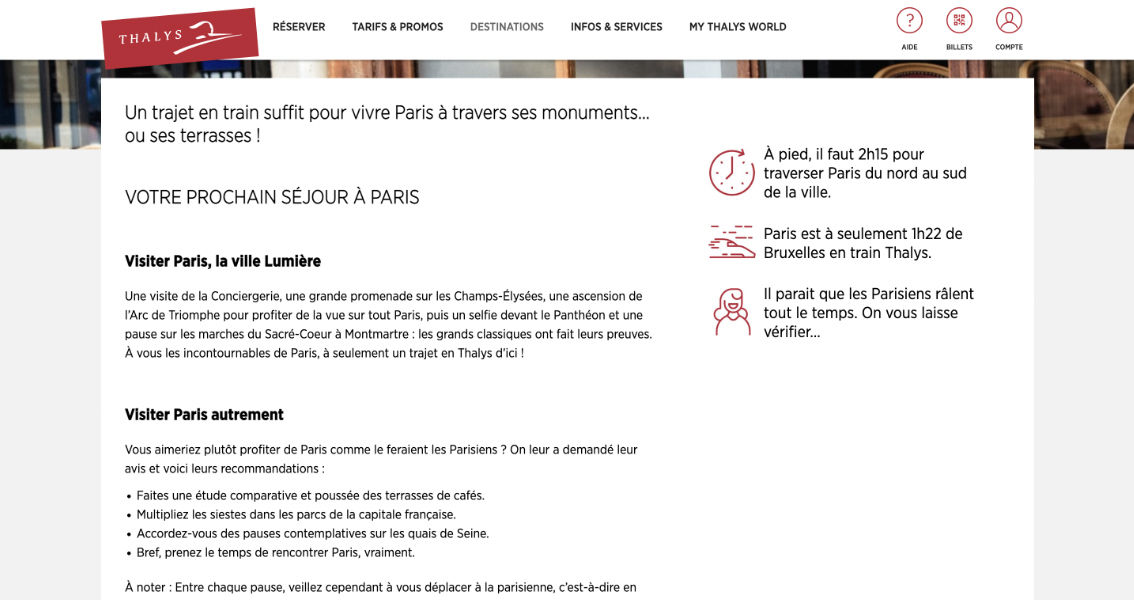 THALYS
RÉSERVER
TARIFS & PROMOS
DESTINATIONS
INFOS & SERVICES
MY THALYS WORLD
?
AIDE
BILLETS
COMPTE
Un trajet en train suffit pour vivre Paris à travers ses monuments...
ou ses terrasses !
VOTRE PROCHAIN SÉJOUR À PARIS
Visiter Paris, la ville Lumière
Une visite de la Conciergerie, une grande promenade sur les Champs-Élysées, une ascension de
l'Arc de Triomphe pour profiter de la vue sur tout Paris, puis un selfie devant le Panthéon et une
pause sur les marches du Sacré-Coeur à Montmartre : les grands classiques ont fait leurs preuves.
À vous les incontournables de Paris, à seulement un trajet en Thalys d'ici !
Visiter Paris autrement
Vous aimeriez plutôt profiter de Paris comme le feraient les Parisiens ? On leur a demandé leur
avis et voici leurs recommandations :
• Faites une étude comparative et poussée des terrasses de cafés.
• Multipliez les siestes dans les parcs de la capitale française.
• Accordez-vous des pauses contemplatives sur les quais de Seine.
• Bref, prenez le temps de rencontrer Paris, vraiment.
À noter : Entre chaque pause, veillez cependant à vous déplacer à la parisienne, c'est-à-dire en
À pied, il faut 2h15 pour
traverser Paris du nord au sud
de la ville.
Paris est à seulement 1h22 de
Bruxelles en train Thalys.
Il parait que les Parisiens râlent
tout le temps. On vous laisse
vérifier...